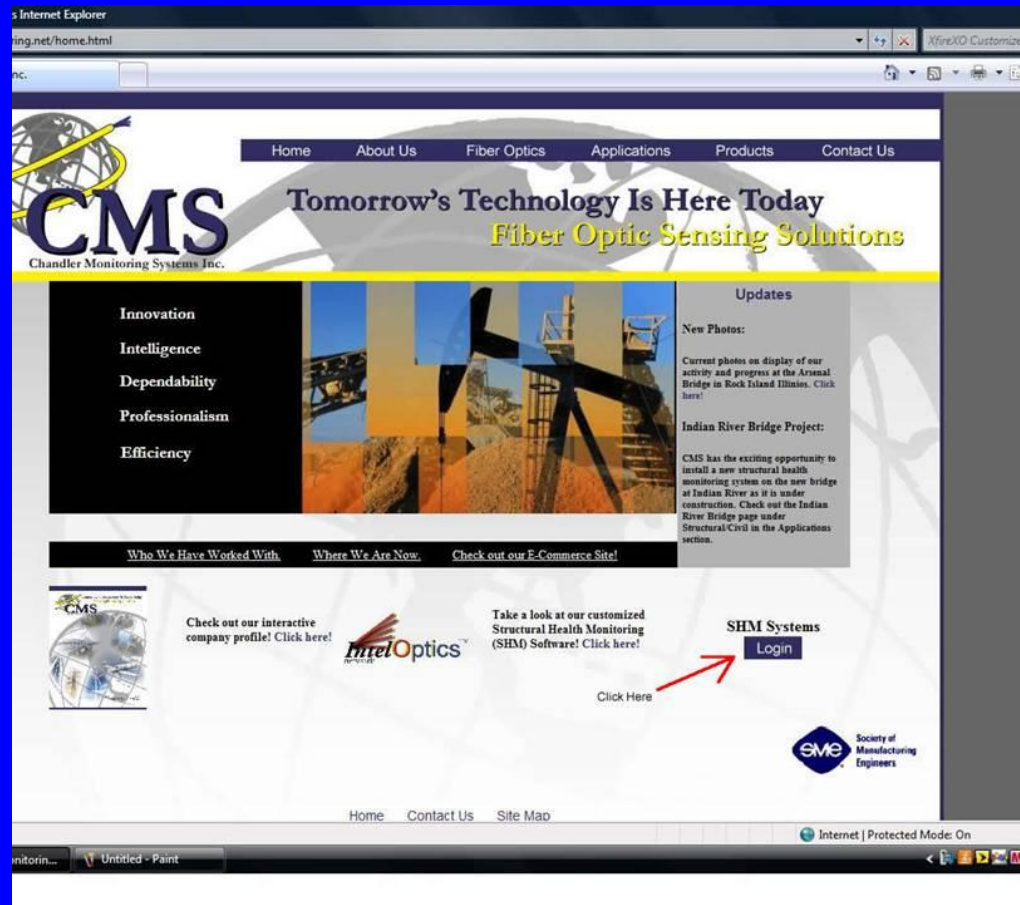 s Internet Explorer
ring.net/home.html
XfireXO Customize
nc.
Home About Us Fiber Optics Applications Products Contact Us
CMS
Chandler Monitoring Systems Inc.
Tomorrow's Technology Is Here Today
Fiber Optic Sensing Solutions
Innovation
Intelligence
Dependability
Professionalism
Efficiency
Updates
New Photos:
Current photos on display of our
activity and progress at the Arsenal
Bridge in Rock Island Illinios. Click
here!
Indian River Bridge Project:
CMS has the exciting opportunity to
install a new structural health
monitoring system on the new bridge
at Indian River as it is under
construction. Check out the Indian
River Bridge page under
Structural/Civil in the Applications
section.
Who We Have Worked With. Where We Are Now. Check out our E-Commerce Site!
CMS
Check out our interactive
company profile! Click here!
IntelOptics™
Take a look at our customized
Structural Health Monitoring
(SHM) Software! Click here!
SHM Systems
Login
Click Here
SME
Society of
Manufacturing
Engineers
Home Contact Us Site Map
Internet | Protected Mode: On
onitorin... Untitled - Paint